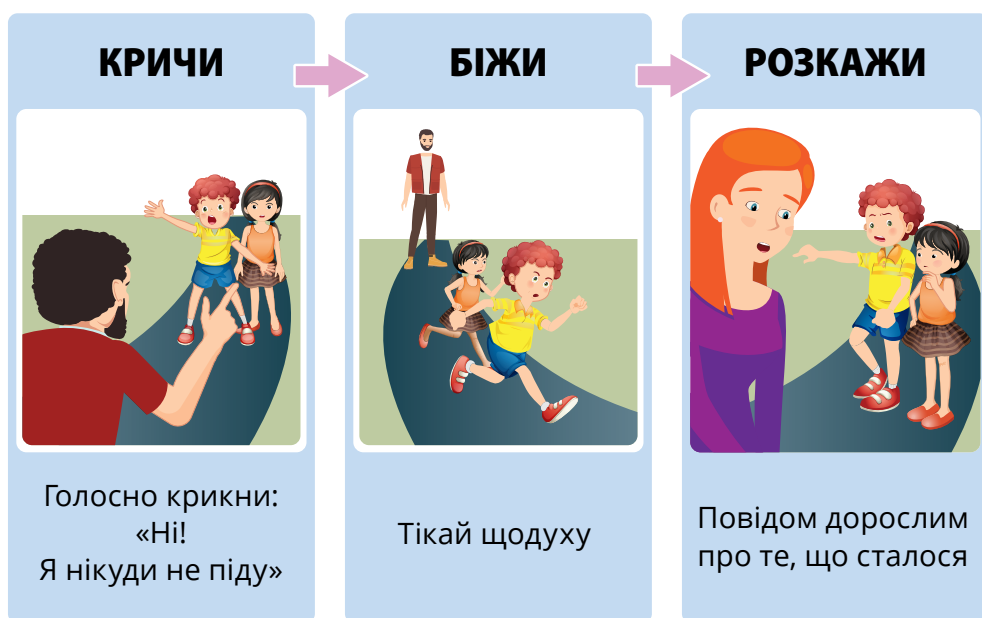 КРИЧИ
БІЖИ
РОЗКАЖИ
Голосно крикни:
«Ні!
Я нікуди не піду»
Тікай щодуху
Повідом дорослим
про те, що сталося